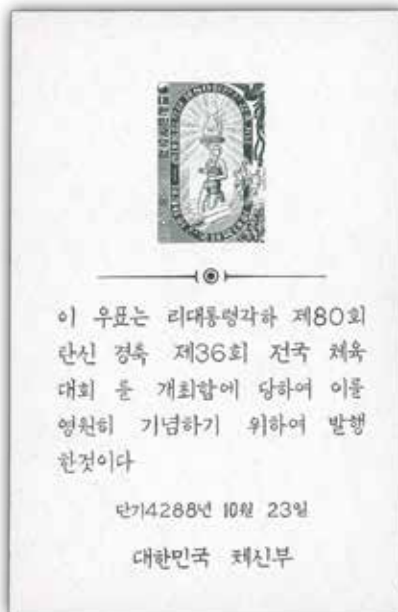 이 우표는 리대통령각하 제80회
탄신 경축 제36회 전국 체육
대회 를 개최함에 당하여 이를
영원히 기념하기 위하여 발행
한것이다
단기4288년 10월 23일
대한민국 체신부